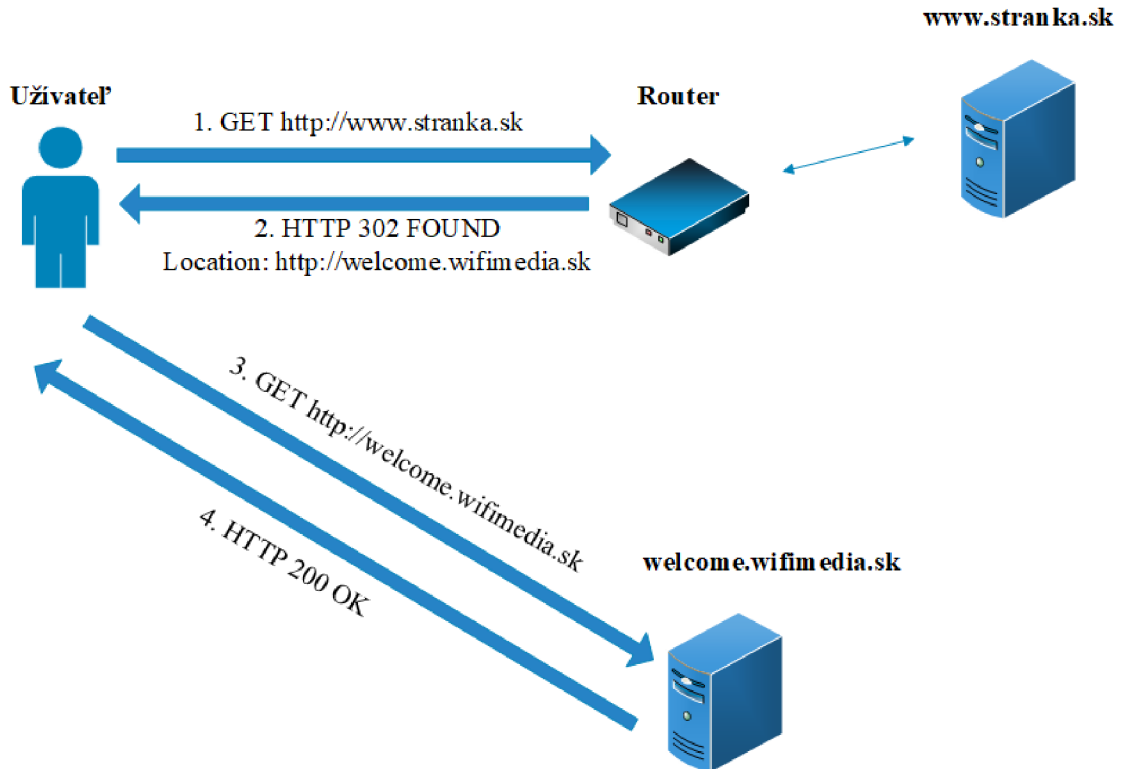 www.stranka.sk
Užívateľ
Router
1. GET http://www.stranka.sk
2. HTTP 302 FOUND
Location: http://welcome.wifimedia.sk
3. GET http://welcome.wifimedia.sk
4. HTTP 200 OK
welcome.wifimedia.sk